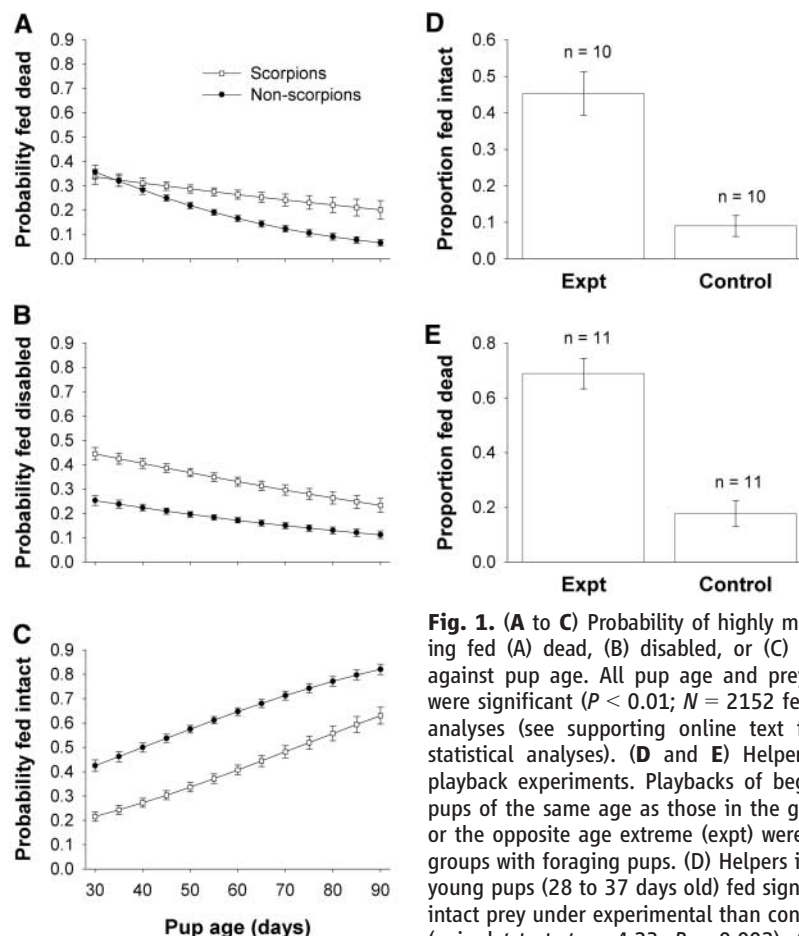 A
0.9
0.8
0.7
0.6
0.5
0.4
0.3
0.2
0.1
0.0
Probability fed dead
Scorpions
Non-scorpions
B
0.9
0.8
0.7
0.6
0.5
0.4
0.3
0.2
0.1
0.0
Probability fed disabled
C
0.9
0.8
0.7
0.6
0.5
0.4
0.3
0.2
0.1
0.0
Probability fed intact
30 40 50 60 70 80 90
Pup age (days)
D
0.6
0.5
0.4
0.3
0.2
0.1
0.0
Proportion fed intact
n = 10
n = 10
Expt Control
E
0.8
0.6
0.4
0.2
0.0
Proportion fed dead
n = 11
n = 11
Expt Control
Fig. 1. (A to C) Probability of highly m
ing fed (A) dead, (B) disabled, or (C)
against pup age. All pup age and prey
were significant (P < 0.01; N = 2152 fe
analyses (see supporting online text f
statistical analyses). (D and E) Helper
playback experiments. Playbacks of beg
pups of the same age as those in the g
or the opposite age extreme (expt) were
groups with foraging pups. (D) Helpers i
young pups (28 to 37 days old) fed sign
intact prey under experimental than con